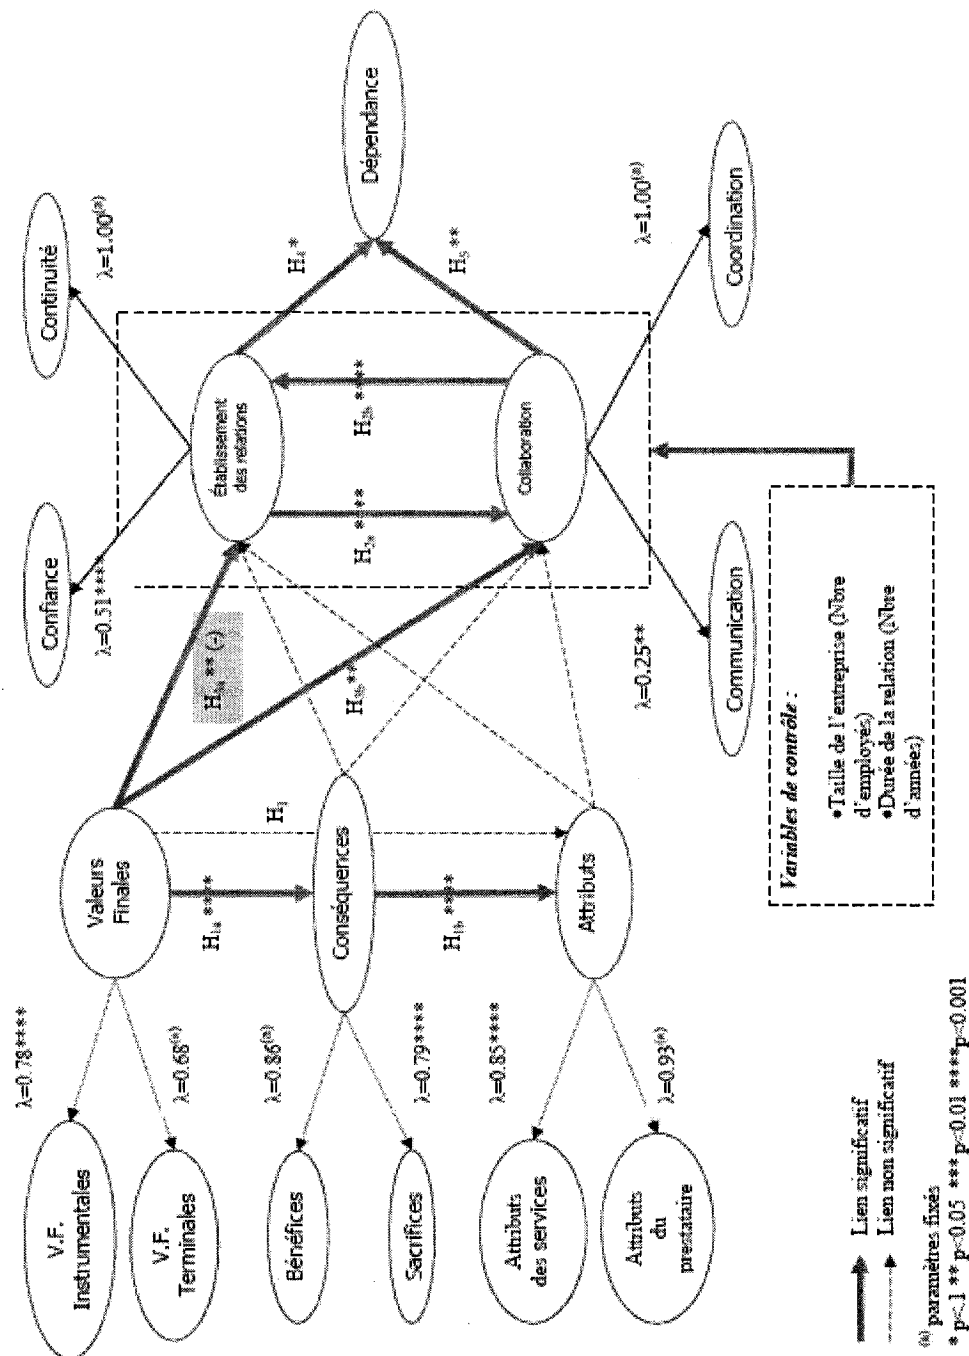 V.F.
Instrumentales
λ=0.78****
V.F.
Terminales
λ=0.68⁽ᵃ⁾
Valeurs
Finales
Bénéfices
λ=0.86⁽ᵃ⁾
Sacrifices
λ=0.79****
Conséquences
Attributs
des services
λ=0.85****
Attributs
du
prestataire
λ=0.93⁽ᵃ⁾
Attributs
H₁ₐ ****
H₁b ****
H₁
** (-)
Confiance
λ=0.51****
Continuité
λ=1.00⁽ᵃ⁾
Établissement
des relations
H₂ₐ ****
H₂b ****
Collaboration
H₄*
H₅**
Dépendance
Communication
λ=0.25**
Coordination
λ=1.00⁽ᵃ⁾
Variables de contrôle :
•Taille de l'entreprise (Nbre
d'employés)
•Durée de la relation (Nbre
d'années)
Lien significatif
Lien non significatif
⁽ᵃ⁾ paramètres fixés
* p<.1 ** p<0.05 *** p<0.01 ****p<0.001